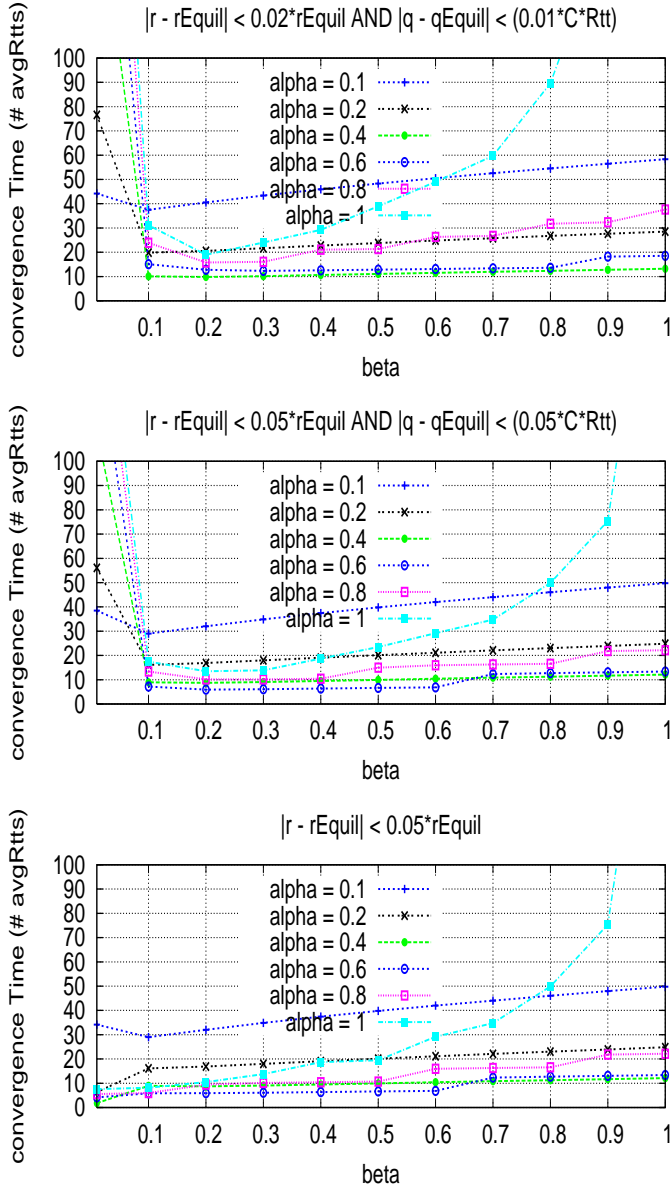 |r - rEquil| < 0.02*rEquil AND |q - qEquil| < (0.01*C*Rtt)
convergence Time (# avgRtts)
100
90
80
70
60
50
40
30
20
10
0
alpha = 0.1
alpha = 0.2
alpha = 0.4
alpha = 0.6
alpha = 0.8
alpha = 1
0.1 0.2 0.3 0.4 0.5 0.6 0.7 0.8 0.9 1
beta
|r - rEquil| < 0.05*rEquil AND |q - qEquil| < (0.05*C*Rtt)
convergence Time (# avgRtts)
100
90
80
70
60
50
40
30
20
10
0
alpha = 0.1
alpha = 0.2
alpha = 0.4
alpha = 0.6
alpha = 0.8
alpha = 1
0.1 0.2 0.3 0.4 0.5 0.6 0.7 0.8 0.9 1
beta
|r - rEquil| < 0.05*rEquil
convergence Time (# avgRtts)
100
90
80
70
60
50
40
30
20
10
0
alpha = 0.1
alpha = 0.2
alpha = 0.4
alpha = 0.6
alpha = 0.8
alpha = 1
0.1 0.2 0.3 0.4 0.5 0.6 0.7 0.8 0.9 1
beta